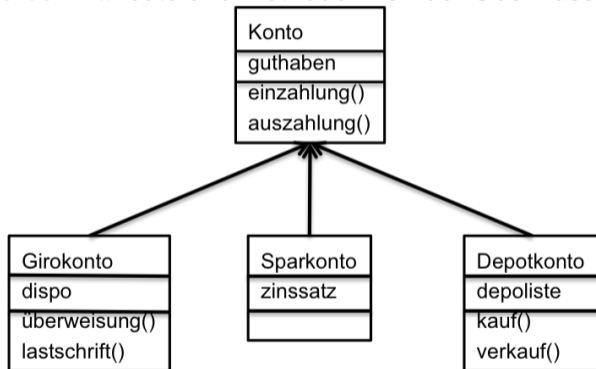 Konto
guthaben
einzahlung()
auszahlung()
Girokonto
dispo
überweisung()
lastschrift()
Sparkonto
zinssatz
Depotkonto
depoliste
kauf()
verkauf()